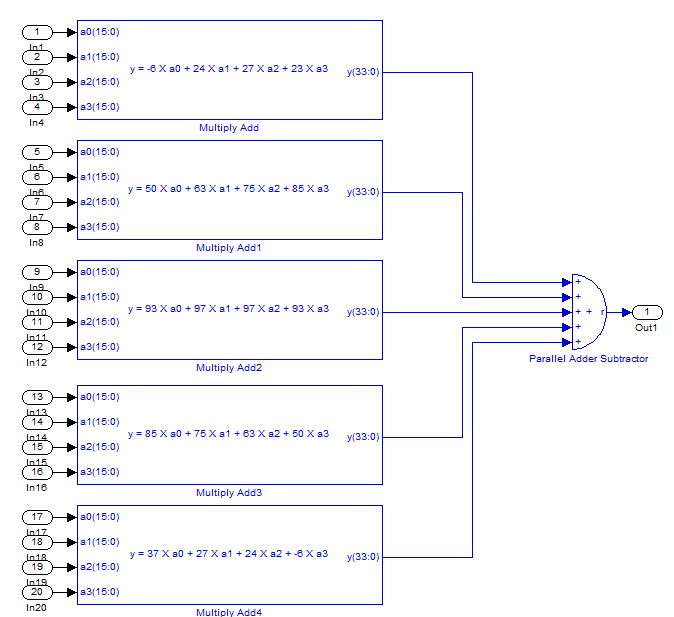 1
In1
2
In2
3
In3
4
In4
a0(15:0)
a1(15:0)
a2(15:0)
a3(15:0)
y = -6 X a0 + 24 X a1 + 27 X a2 + 23 X a3
y(33:0)
Multiply Add
5
In5
6
In6
7
In7
8
In8
a0(15:0)
a1(15:0)
a2(15:0)
a3(15:0)
y = 50 X a0 + 63 X a1 + 75 X a2 + 85 X a3
y(33:0)
Multiply Add1
9
In9
10
In10
11
In11
12
In12
a0(15:0)
a1(15:0)
a2(15:0)
a3(15:0)
y = 93 X a0 + 97 X a1 + 97 X a2 + 93 X a3
y(33:0)
Multiply Add2
13
In13
14
In14
15
In15
16
In16
a0(15:0)
a1(15:0)
a2(15:0)
a3(15:0)
y = 85 X a0 + 75 X a1 + 63 X a2 + 50 X a3
y(33:0)
Multiply Add3
17
In17
18
In18
19
In19
20
In20
a0(15:0)
a1(15:0)
a2(15:0)
a3(15:0)
y = 37 X a0 + 27 X a1 + 24 X a2 + -6 X a3
y(33:0)
Multiply Add4
+
+
+ + r
+
+
Parallel Adder Subtractor
1
Out1